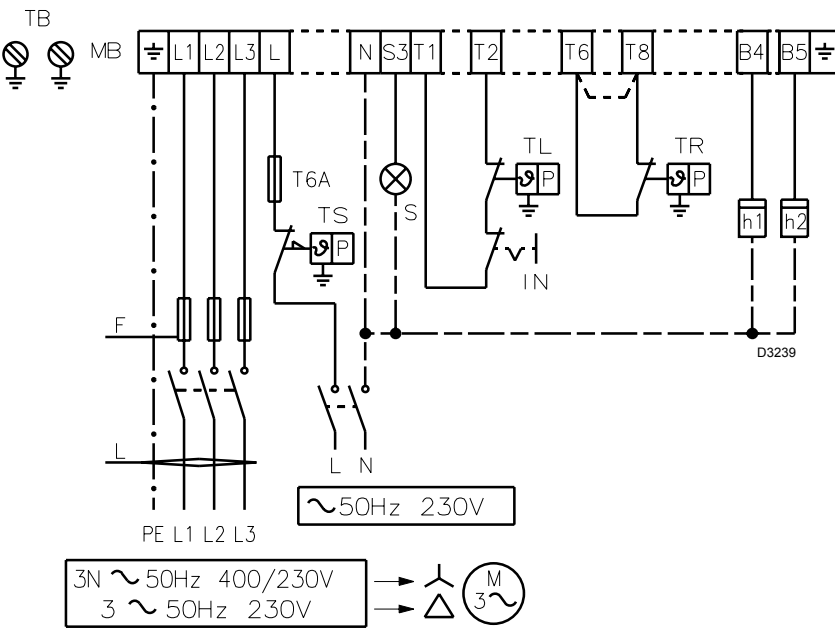 TB
MB L1 L2 L3 L N S3 T1 T2 T6 T8 B4 B5
TL TR
ϑ P ϑ P
T6A
TS S h1 h2
ϑ P
IN
F
D3239
L
L N
~50Hz 230V
PE L1 L2 L3
3N ~ 50Hz 400/230V
M
3~
3 ~ 50Hz 230V